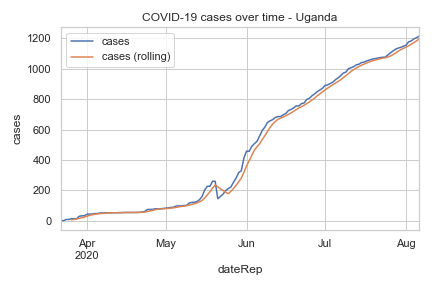 COVID-19 cases over time - Uganda
cases
cases (rolling)
cases
1200
1000
800
600
400
200
0
Apr
2020
May
Jun
Jul
Aug
dateRep